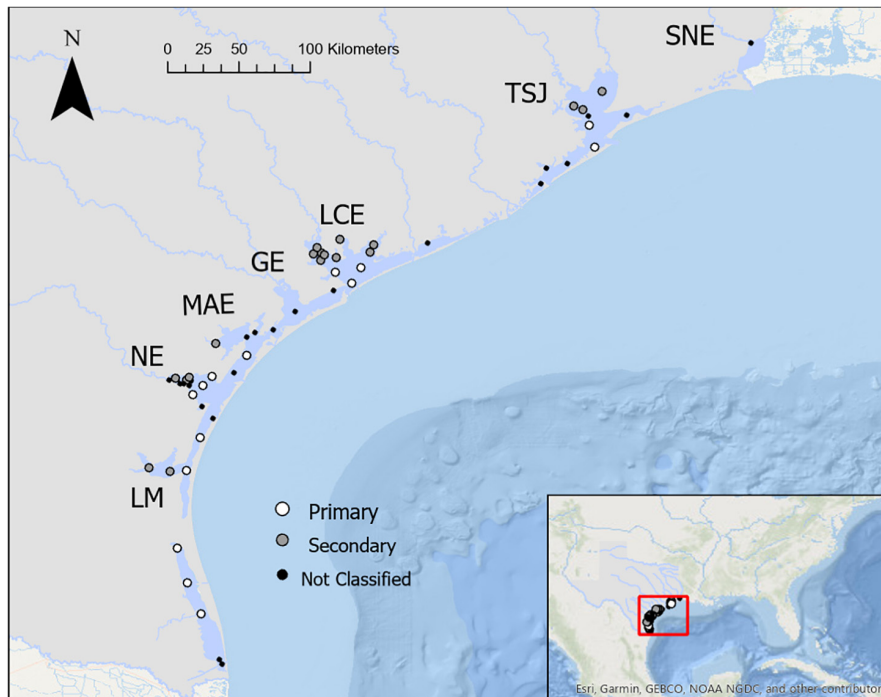 SNE
N
0 25 50 100 Kilometers
TSJ
LCE
GE
MAE
NE
LM
Primary
Secondary
Not Classified
Esri, Garmin, GEBCO, NOAA NGDC, and other contributor